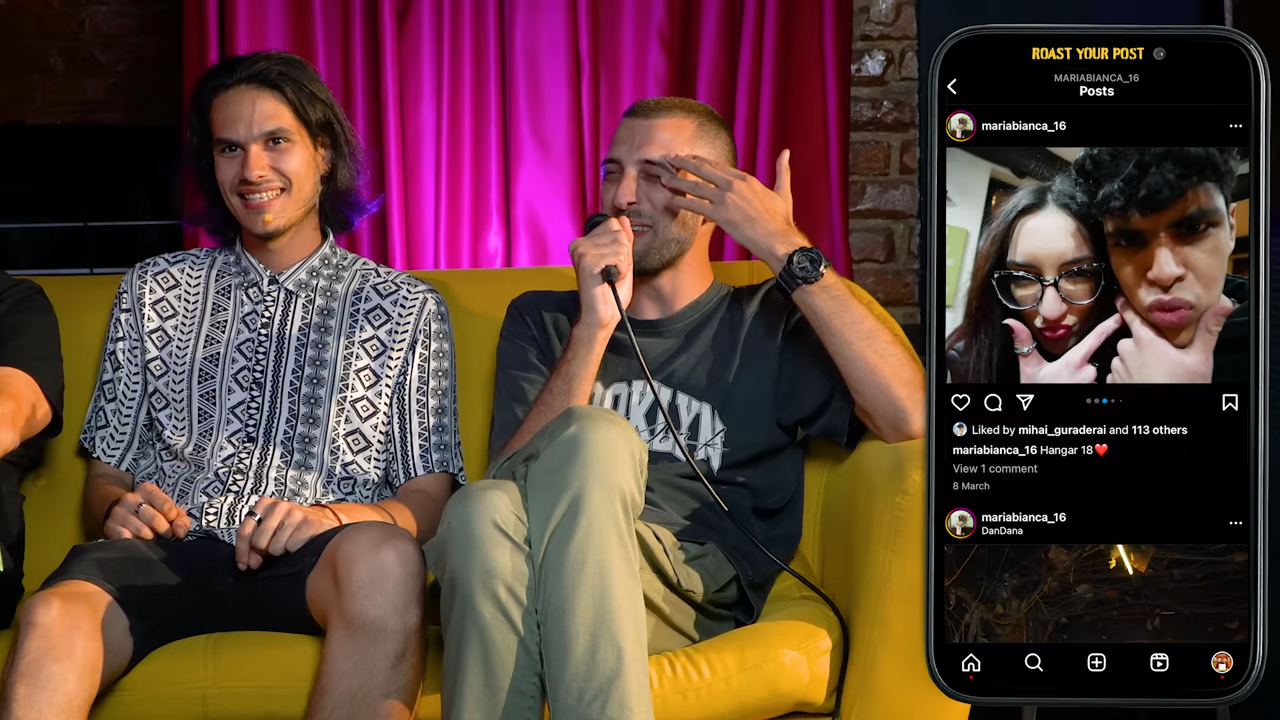 ROAST YOUR POST
MARIABIANCA_16
Posts
mariabianca_16
Liked by mihai_guraderai and 113 others
mariabianca_16 Hangar 18❤️
View 1 comment
8 March
mariabianca_16
DanDana